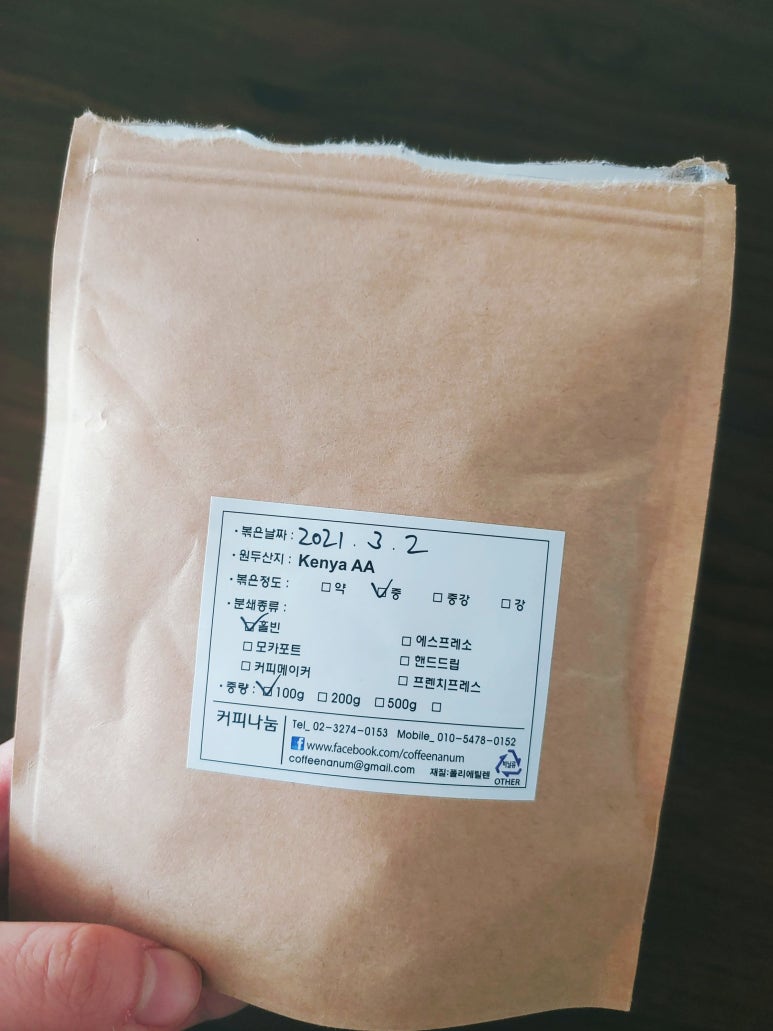 · 볶은날짜 : 2021 . 3 . 2
· 원두산지 : Kenya AA
· 볶은정도 : □ 약 ☑ 중 □ 중강 □ 강
· 분쇄종류 :
☑ 홀빈 □ 에스프레소
□ 모카포트 □ 핸드드립
□ 커피메이커 □ 프렌치프레스
· 중량 : ☑ 100g □ 200g □ 500g □
커피나눔
Tel_ 02-3274-0153 Mobile_ 010-5478-0152
f www.facebook.com/coffeenanum
coffeenanum@gmail.com 재질:폴리에틸렌
비닐류
OTHER